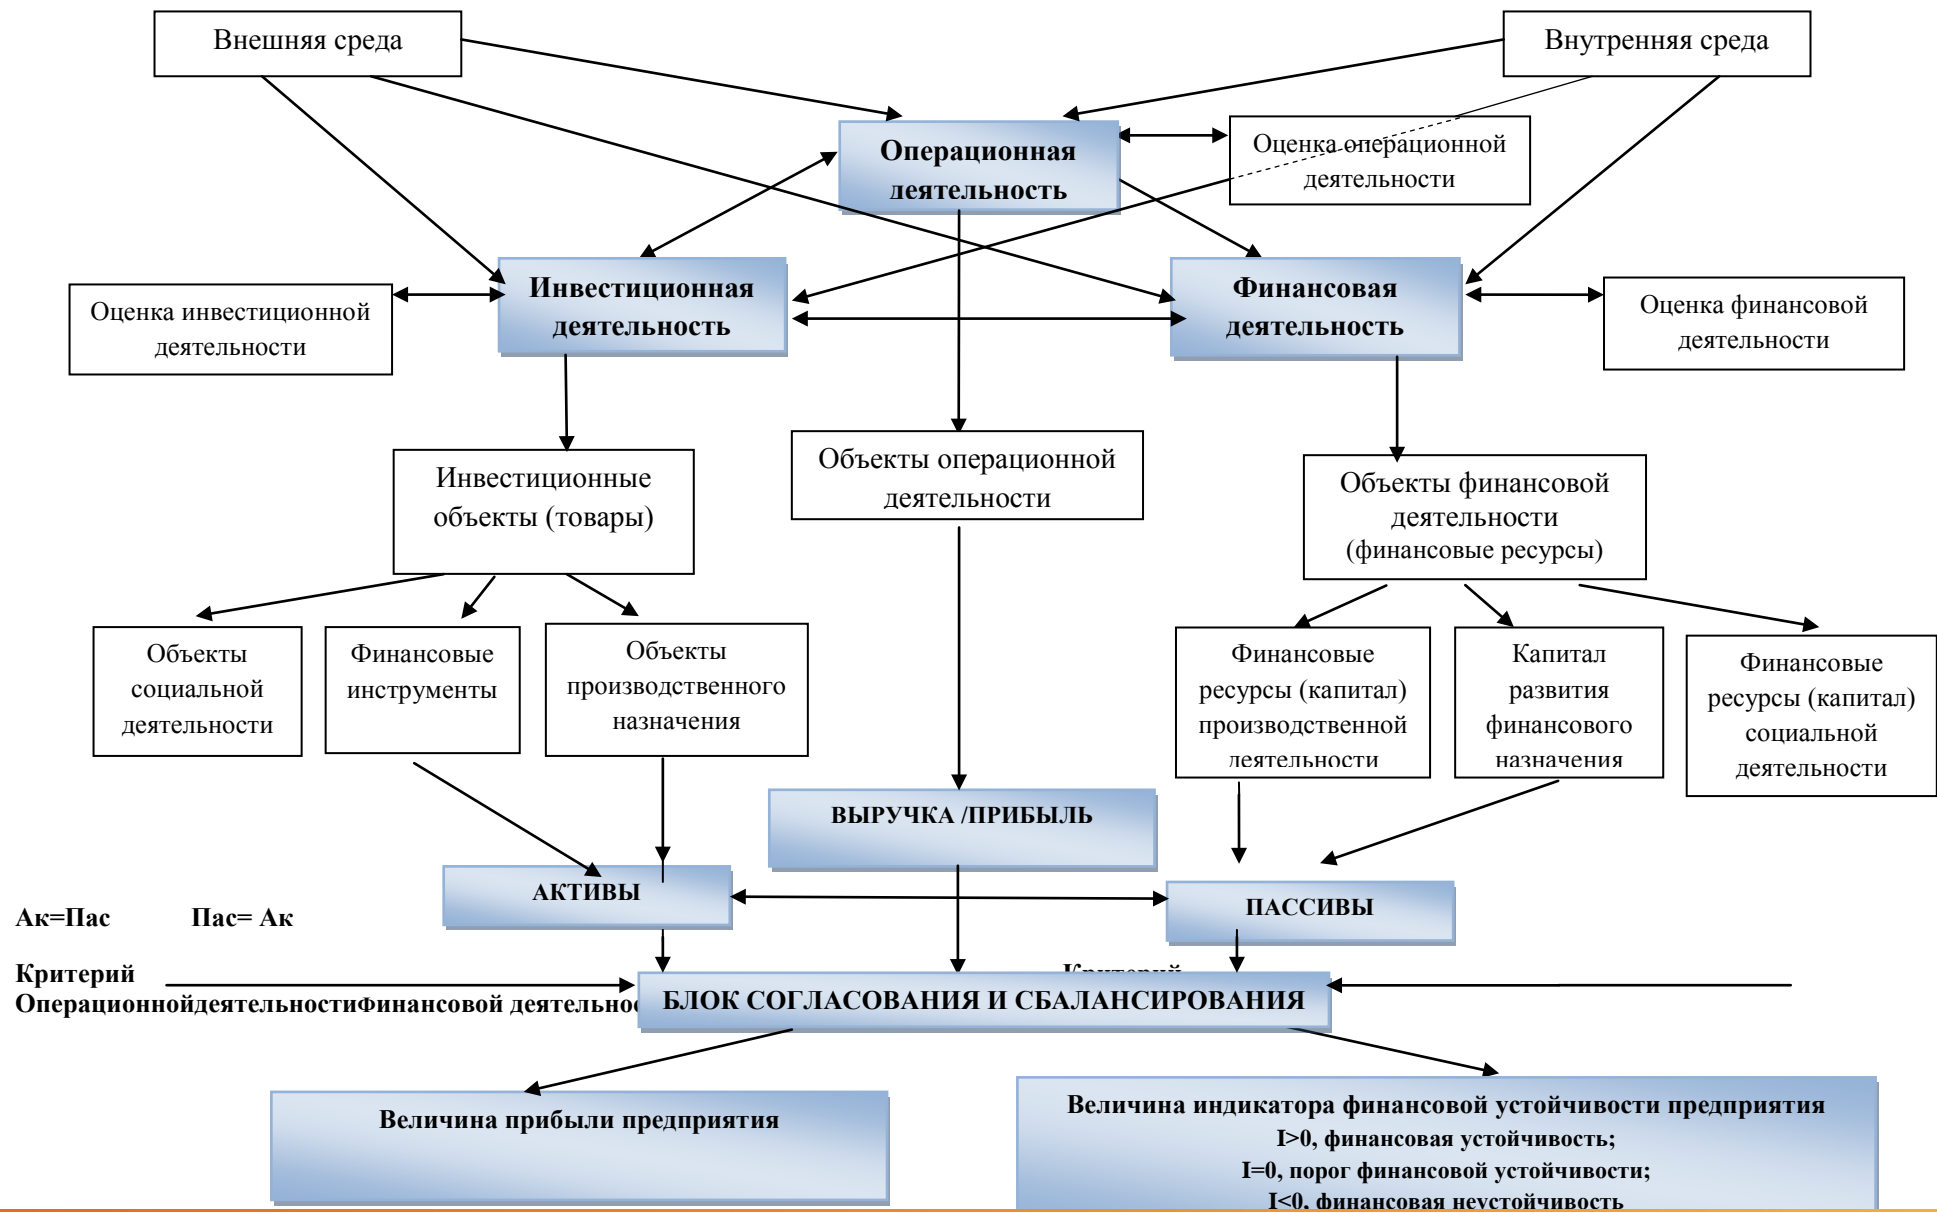 Внешняя среда
Внутренняя среда
Операционная
деятельность
Оценка операционной
деятельности
Инвестиционная
деятельность
Финансовая
деятельность
Оценка инвестиционной
деятельности
Оценка финансовой
деятельности
Инвестиционные
объекты (товары)
Объекты операционной
деятельности
Объекты финансовой
деятельности
(финансовые ресурсы)
Объекты
социальной
деятельности
Финансовые
инструменты
Объекты
производственного
назначения
Финансовые
ресурсы (капитал)
производственной
деятельности
Капитал
развития
финансового
назначения
Финансовые
ресурсы (капитал)
социальной
деятельности
ВЫРУЧКА /ПРИБЫЛЬ
АКТИВЫ
ПАССИВЫ
Ак=Пас Пас= Ак
Критерий Критерий
ОперационнойдеятельностиФинансовой деятельнос
БЛОК СОГЛАСОВАНИЯ И СБАЛАНСИРОВАНИЯ
Величина прибыли предприятия
Величина индикатора финансовой устойчивости предприятия
I>0, финансовая устойчивость;
I=0, порог финансовой устойчивости;
I<0, финансовая неустойчивость